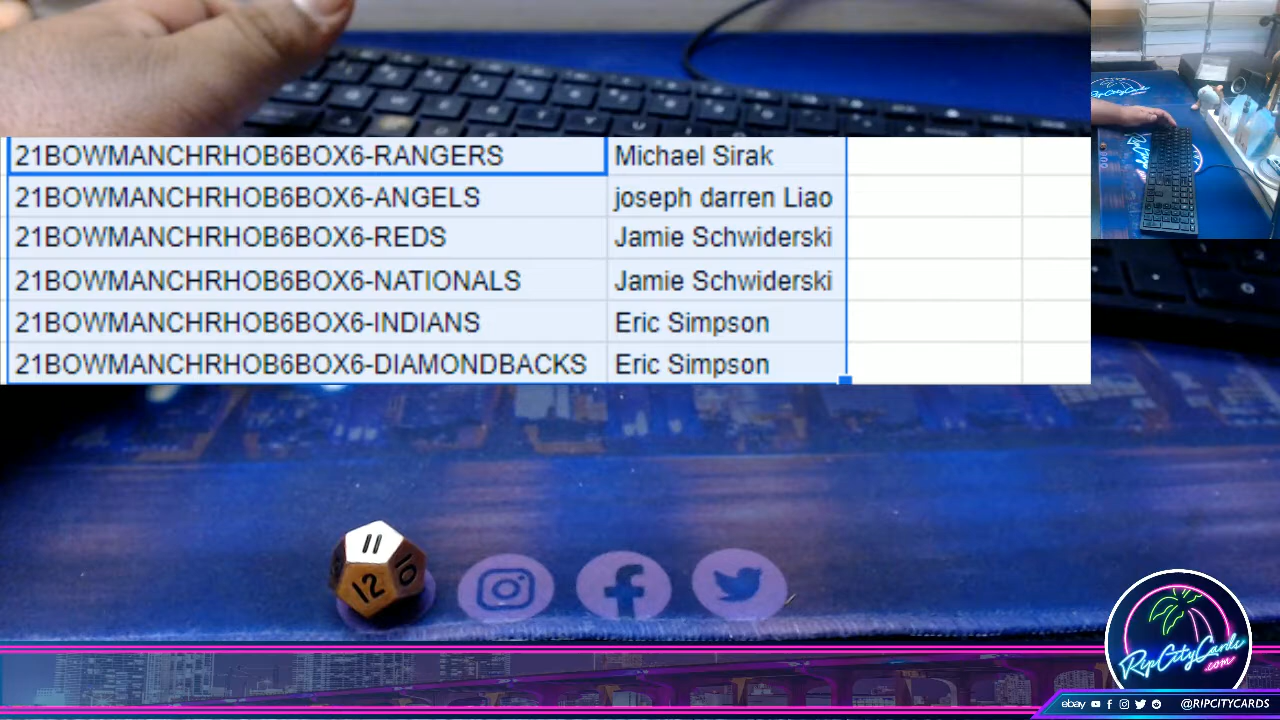 21BOWMANCHRHOB6BOX6-RANGERS Michael Sirak
21BOWMANCHRHOB6BOX6-ANGELS joseph darren Liao
21BOWMANCHRHOB6BOX6-REDS Jamie Schwiderski
21BOWMANCHRHOB6BOX6-NATIONALS Jamie Schwiderski
21BOWMANCHRHOB6BOX6-INDIANS Eric Simpson
21BOWMANCHRHOB6BOX6-DIAMONDBACKS Eric Simpson
11
12
10
RipCityCards
.com
ebay @RIPCITYCARDS